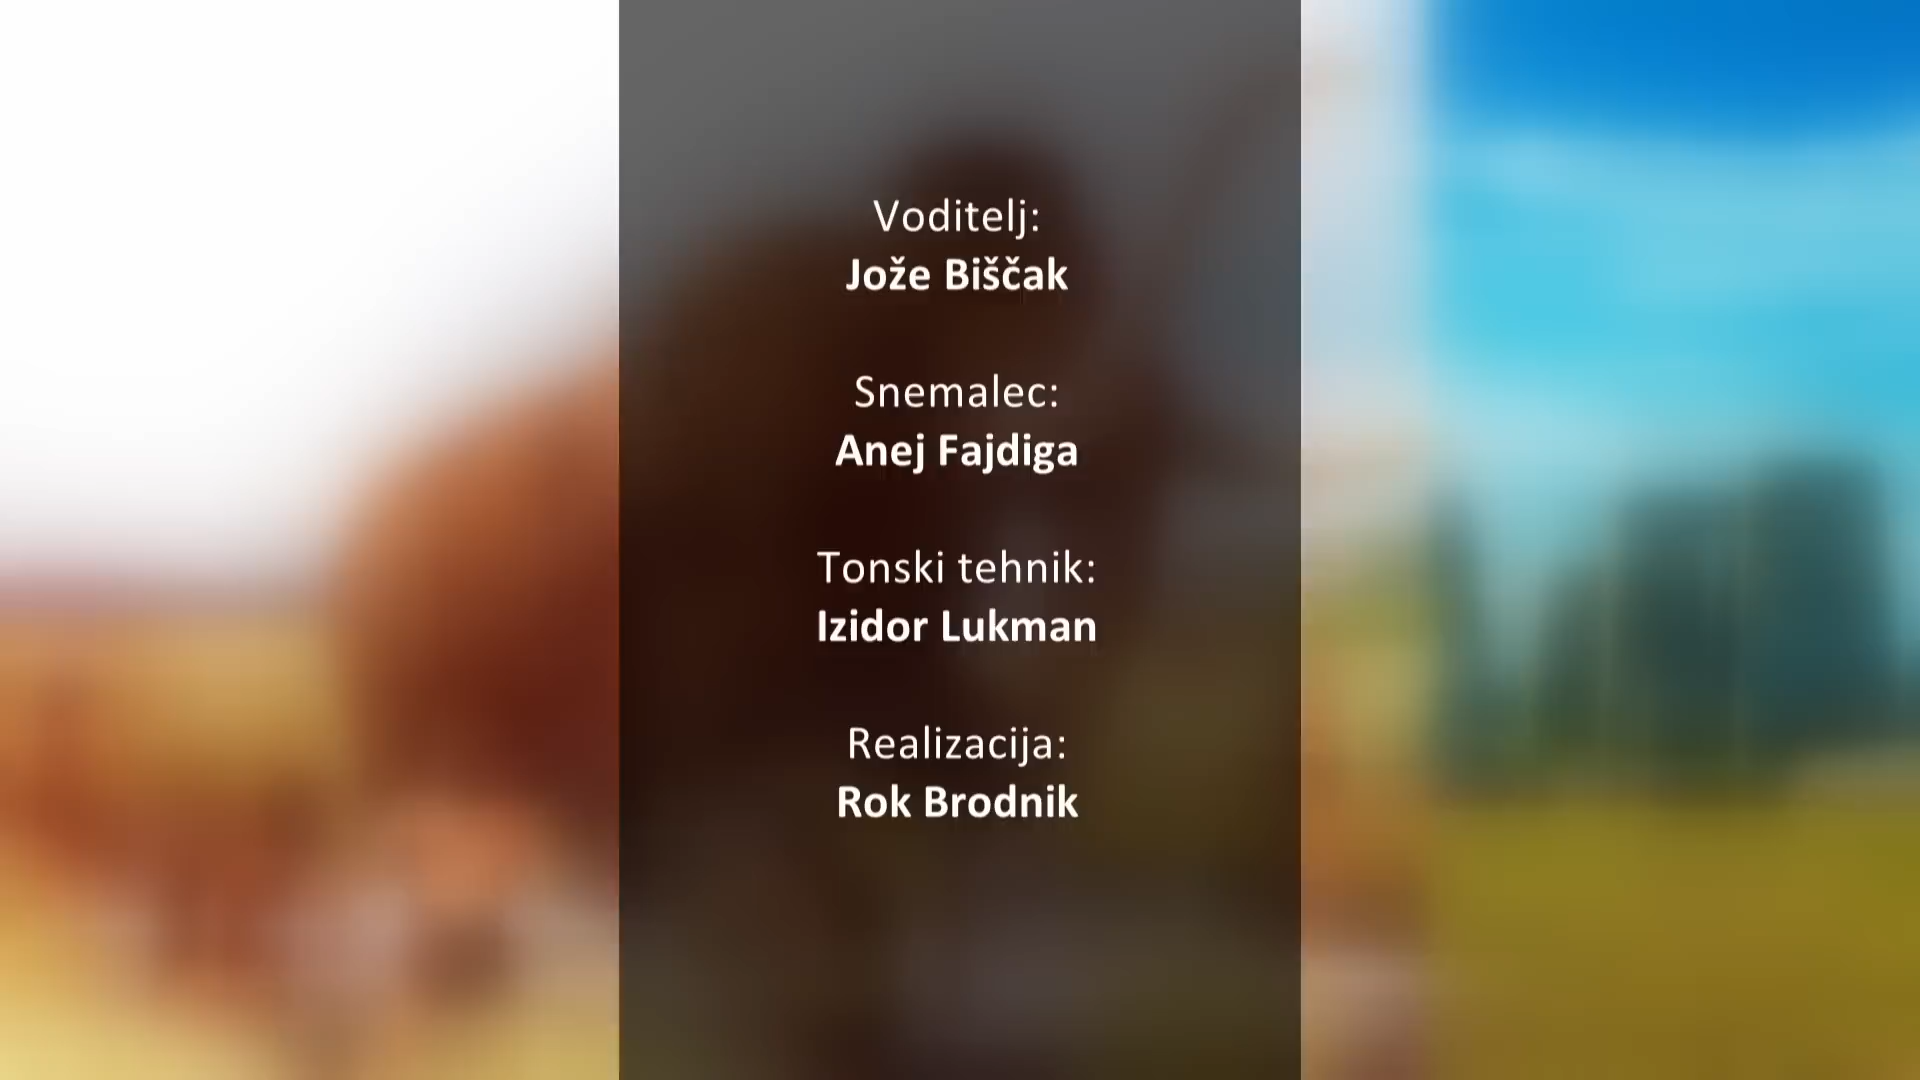 Voditelj:
Jože Biščak
Snemalec:
Anej Fajdiga
Tonski tehnik:
Izidor Lukman
Realizacija:
Rok Brodnik